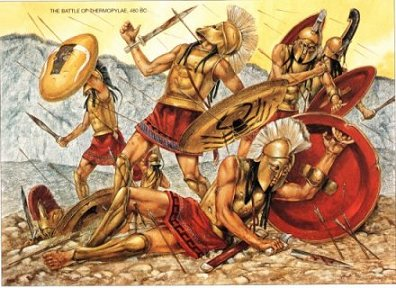 THE BATTLE OF THERMOPYLAE, 480 BC